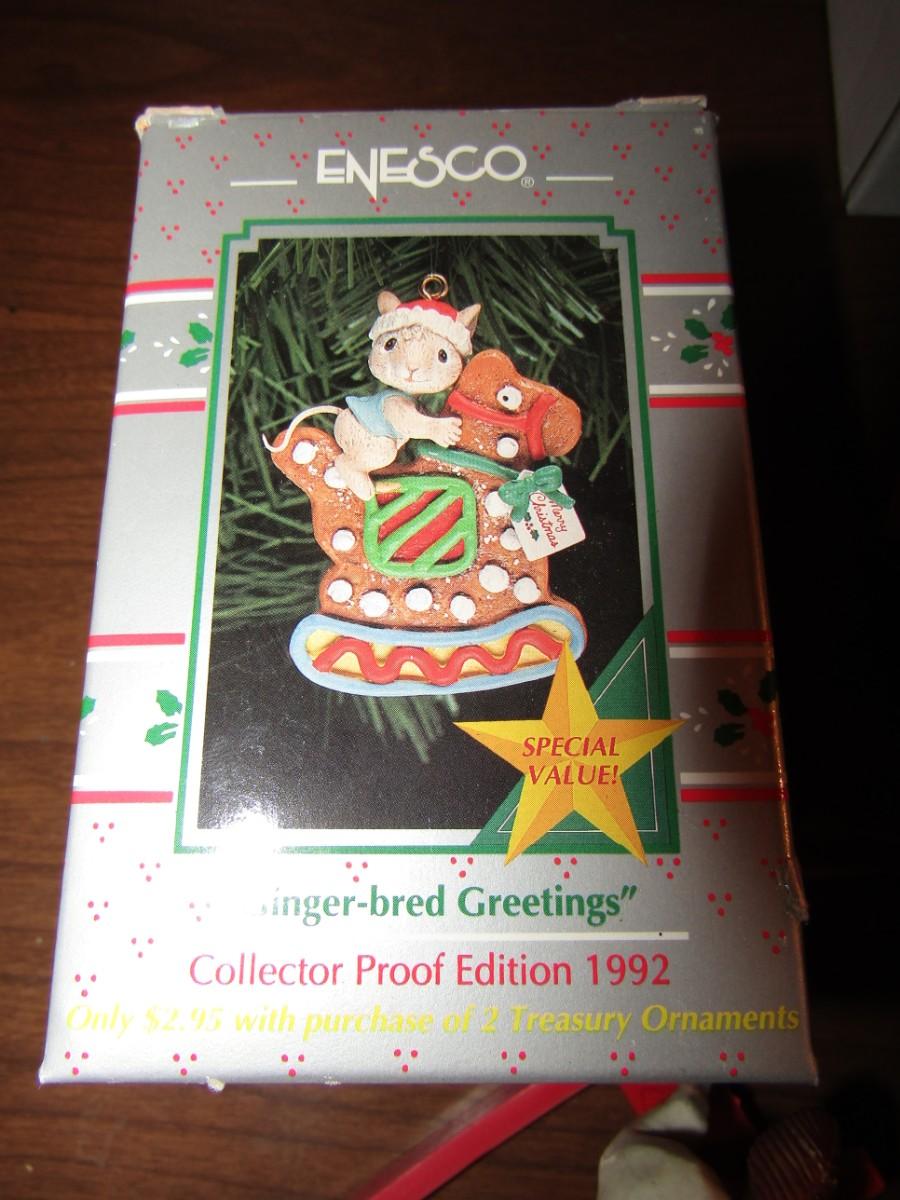 ENESCO®
Merry
Christmas
SPECIAL
VALUE!
Ginger-bred Greetings”
Collector Proof Edition 1992
Only $2.95 with purchase of 2 Treasury Ornaments